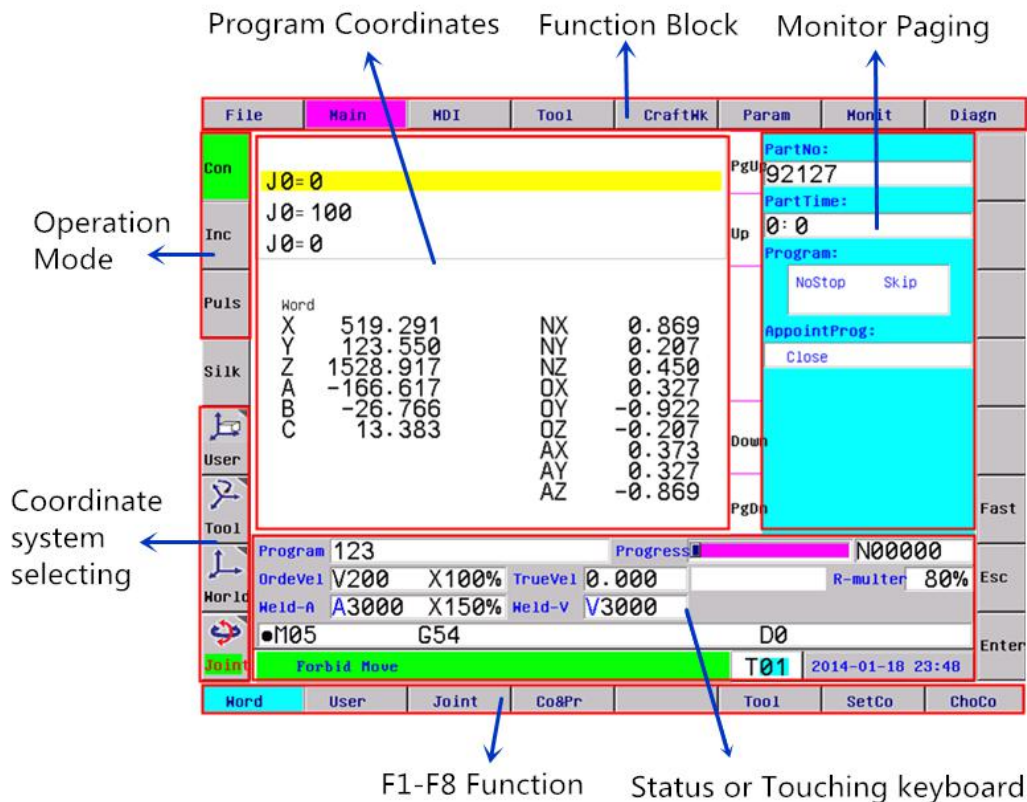 Program Coordinates Function Block Monitor Paging
File Main MDI Tool CraftWk Param Monit Diagn
Operation
Mode
Coordinate
system
selecting
Con
Inc
Puls
Silk
User
Tool
World
Joint
J0=0
J0=100
J0=0
Word
X 519.291 NX 0.869
Y 123.550 NY 0.207
Z 1528.917 NZ 0.450
A -166.617 OX 0.327
B -26.766 OY -0.922
C 13.383 OZ -0.207
AX 0.373
AY 0.327
AZ -0.869
PgUp
Up
Down
PgDn
PartNo:
92127
PartTime:
0: 0
Program:
NoStop Skip
AppointProg:
Close
Fast
Esc
Enter
Program 123 Progress N00000
OrdeVel V200 X100% TrueVel 0.000 R-multer 80%
Weld-A A3000 X150% Weld-V V3000
●M05 G54 D0
Forbid Move T01 2014-01-18 23:48
Word User Joint Co&Pr Tool SetCo ChoCo
F1-F8 Function Status or Touching keyboard